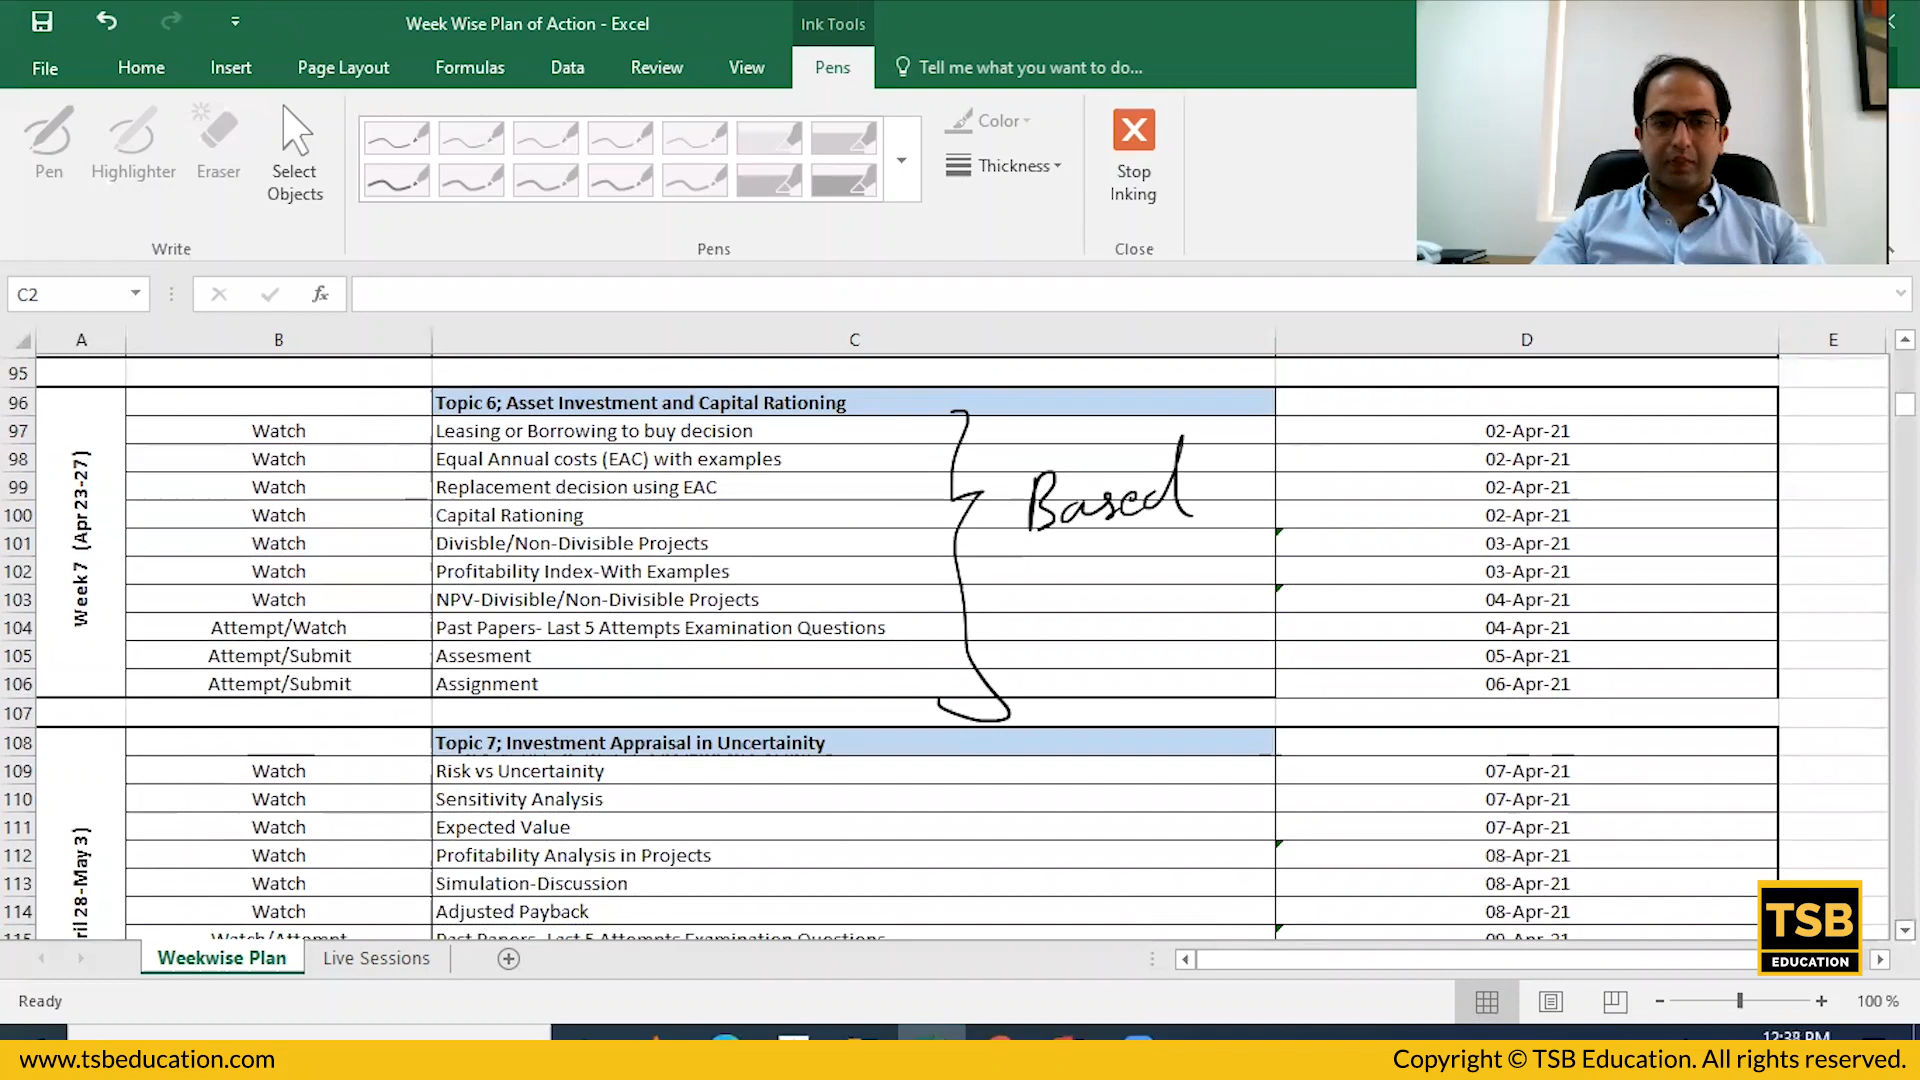 Week Wise Plan of Action - Excel
Ink Tools
File Home Insert Page Layout Formulas Data Review View Pens Tell me what you want to do...
Pen Highlighter Eraser Select Objects
Color
Thickness
Stop Inking
Write Pens Close
C2 fx
A B C D E
95
96 Topic 6; Asset Investment and Capital Rationing
97 Watch Leasing or Borrowing to buy decision 02-Apr-21
98 Watch Equal Annual costs (EAC) with examples 02-Apr-21
99 Watch Replacement decision using EAC 02-Apr-21
100 Watch Capital Rationing 02-Apr-21
101 Watch Divisble/Non-Divisible Projects 03-Apr-21
102 Watch Profitability Index-With Examples 03-Apr-21
103 Watch NPV-Divisible/Non-Divisible Projects 04-Apr-21
104 Attempt/Watch Past Papers- Last 5 Attempts Examination Questions 04-Apr-21
105 Attempt/Submit Assesment 05-Apr-21
106 Attempt/Submit Assignment 06-Apr-21
Week 7 (Apr 23-27)
Based
107
108 Topic 7; Investment Appraisal in Uncertainity
109 Watch Risk vs Uncertainity 07-Apr-21
110 Watch Sensitivity Analysis 07-Apr-21
111 Watch Expected Value 07-Apr-21
112 Watch Profitability Analysis in Projects 08-Apr-21
113 Watch Simulation-Discussion 08-Apr-21
114 Watch Adjusted Payback 08-Apr-21
115 Watch/Attempt Past Papers- Last 5 Attempts Examination Questions 09-Apr-21
ril 28-May 3)
Weekwise Plan Live Sessions
Ready
100 %
12:38 PM
TSB
EDUCATION
www.tsbeducation.com
Copyright © TSB Education. All rights reserved.